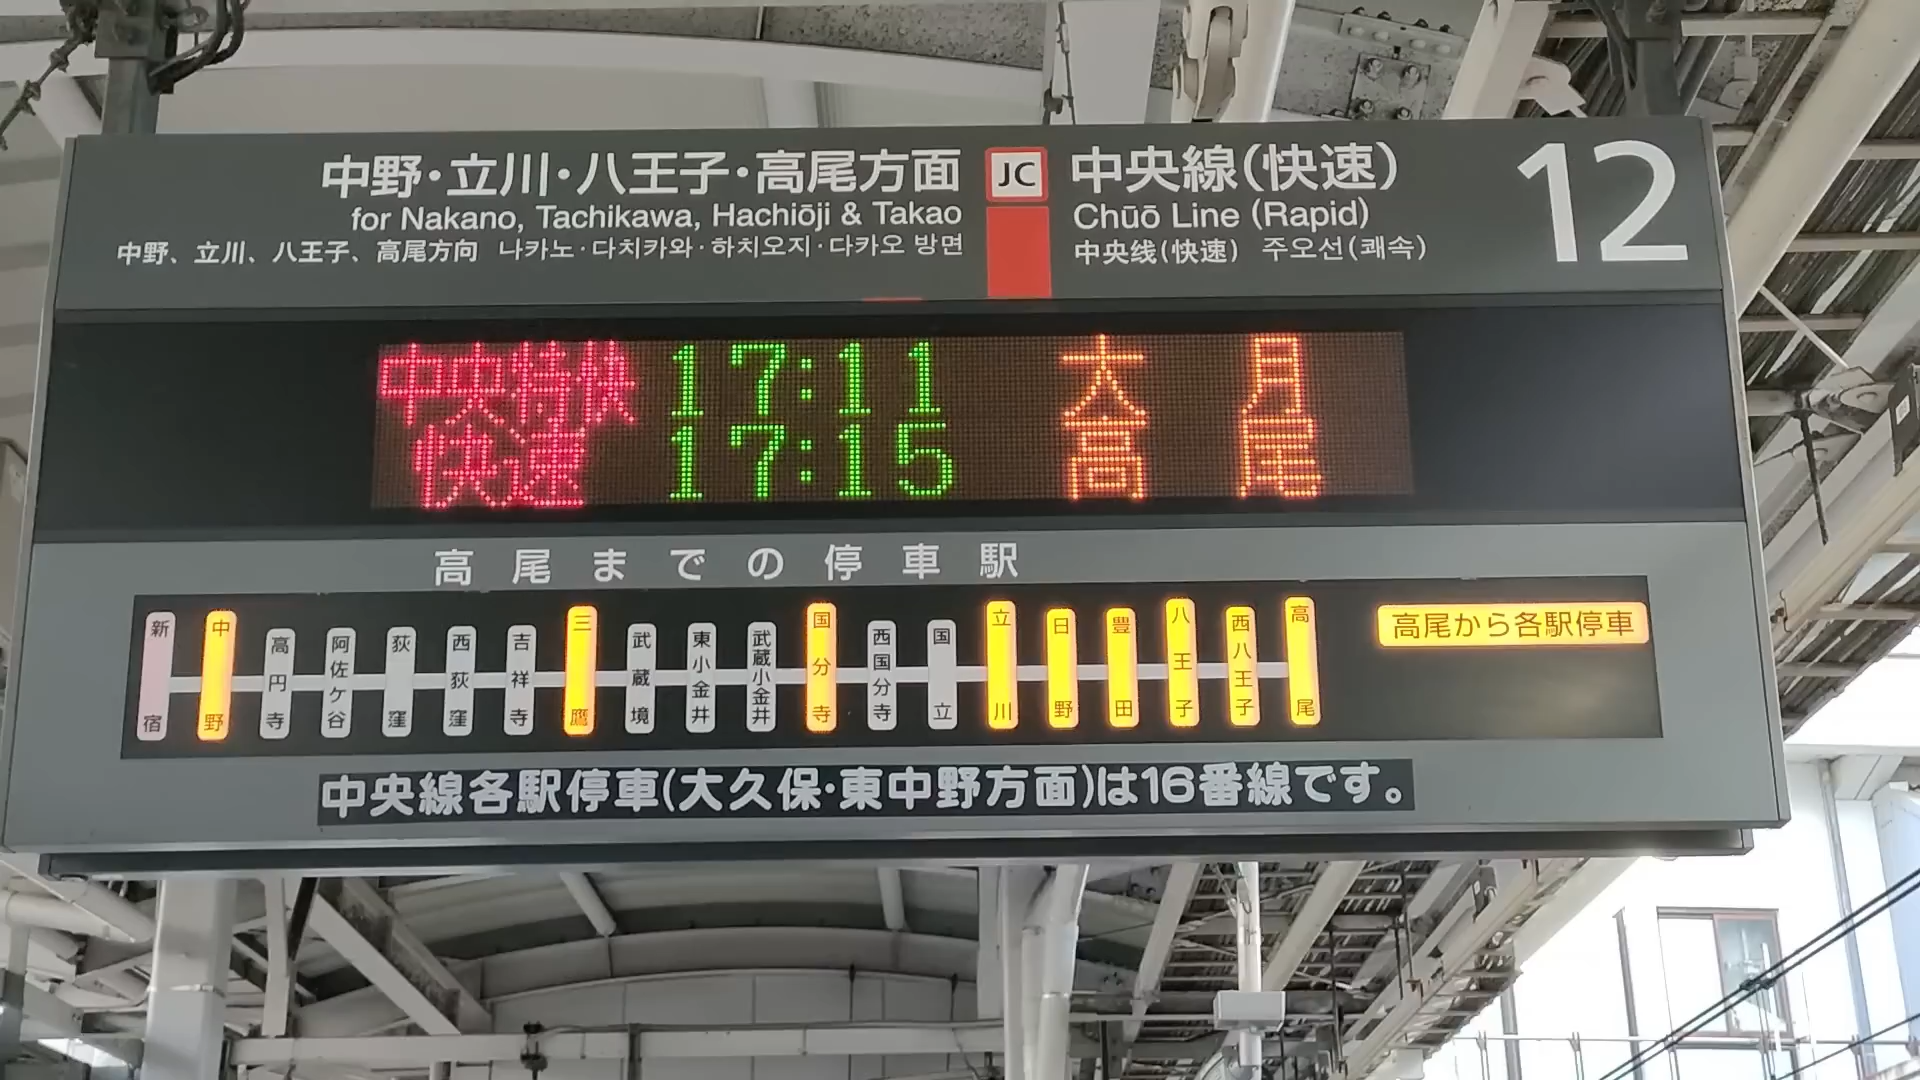 中野・立川・八王子・高尾方面 JC 中央線(快速) 12
for Nakano, Tachikawa, Hachiōji & Takao Chūō Line (Rapid)
中野、立川、八王子、高尾方向 나카노・다치카와・하치오지・다카오 방면 中央线(快速) 주오선(쾌속)
中央特快 17:11 大月
快速 17:15 高尾
高尾までの停車駅
新宿 中野 高円寺 阿佐ケ谷 荻窪 西荻窪 吉祥寺 三鷹 武蔵境 東小金井 武蔵小金井 国分寺 西国分寺 国立 立川 日野 豊田 八王子 西八王子 高尾 高尾から各駅停車
中央線各駅停車(大久保・東中野方面)は16番線です。